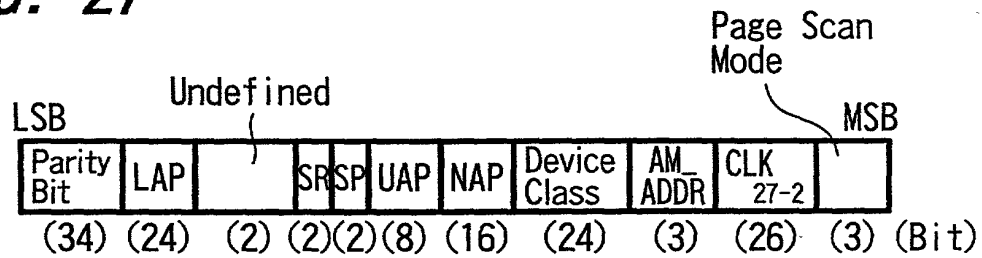 Page Scan
Mode
Undefined
LSB
MSB
Parity
Bit
LAP
SR
SP
UAP
NAP
Device
Class
AM_
ADDR
CLK
27-2
(34) (24) (2) (2)(2)(8) (16) (24) (3) (26) (3) (Bit)